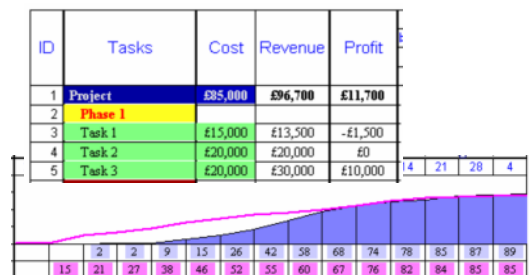 ID Tasks Cost Revenue Profit
1 Project £85,000 £96,700 £11,700
2 Phase 1
3 Task 1 £15,000 £13,500 -£1,500
4 Task 2 £20,000 £20,000 £0
5 Task 3 £20,000 £30,000 £10,000
14 21 28 4
2 2 9 15 26 42 58 68 74 78 85 87 89
15 21 27 38 46 52 55 60 67 76 82 84 85 85